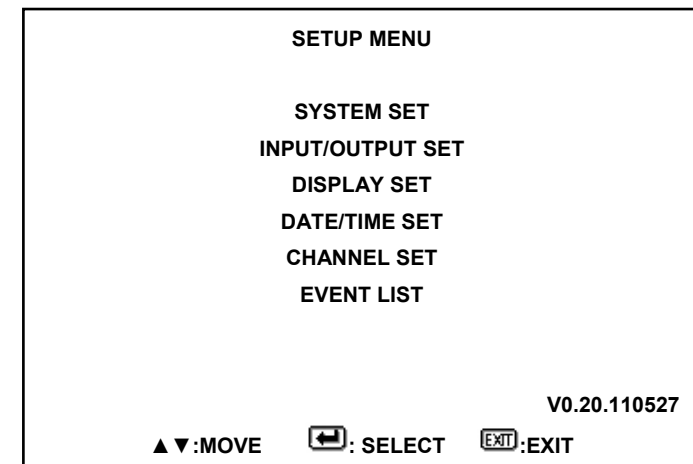 SETUP MENU
SYSTEM SET
INPUT/OUTPUT SET
DISPLAY SET
DATE/TIME SET
CHANNEL SET
EVENT LIST
V0.20.110527
▲▼:MOVE ↵: SELECT EXIT:EXIT